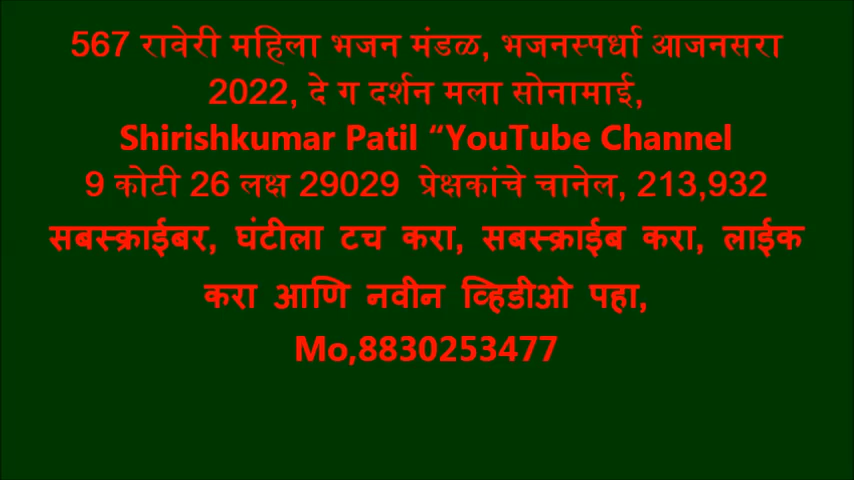 567 रावेरी महिला भजन मंडळ, भजनस्पर्धा आजनसरा
2022, दे ग दर्शन मला सोनामाई,
Shirishkumar Patil “YouTube Channel
9 कोटी 26 लक्ष 29029 प्रेक्षकांचे चानेल, 213,932
सबस्क्राईबर, घंटीला टच करा, सबस्क्राईब करा, लाईक
करा आणि नवीन व्हिडीओ पहा,
Mo,8830253477